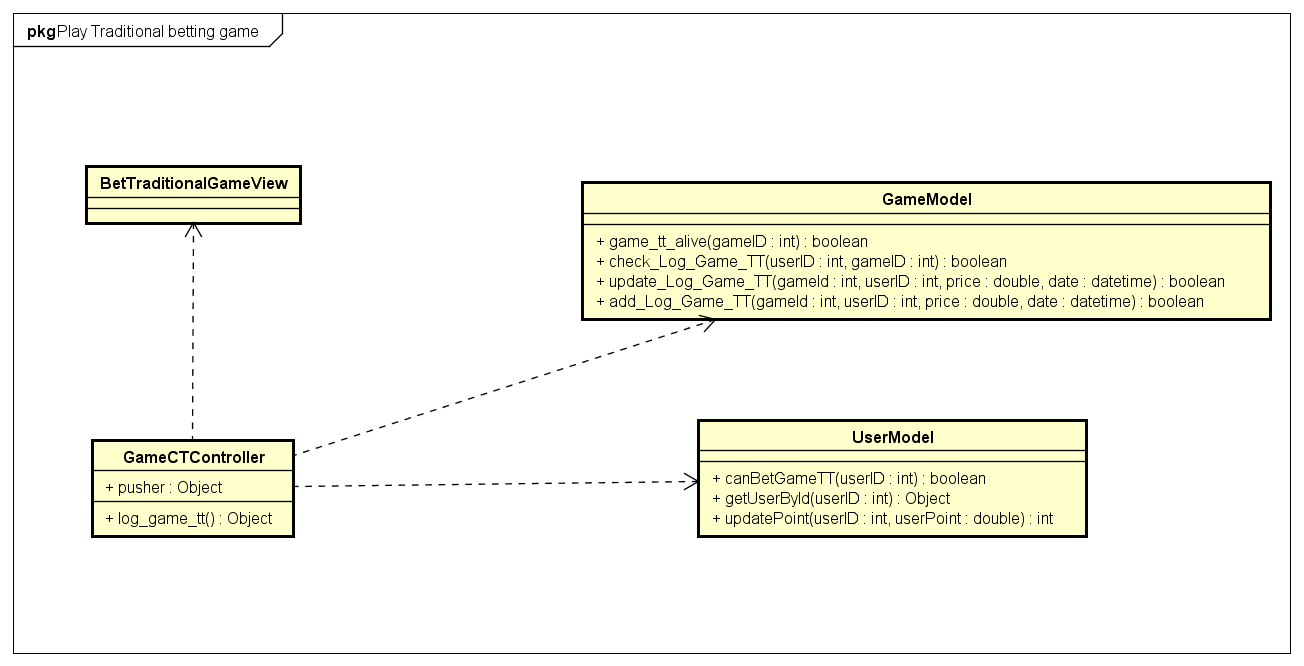 pkg Play Traditional betting game
BetTraditionalGameView
GameModel
+ game_tt_alive(gameID : int) : boolean
+ check_Log_Game_TT(userID : int, gameID : int) : boolean
+ update_Log_Game_TT(gameId : int, userID : int, price : double, date : datetime) : boolean
+ add_Log_Game_TT(gameId : int, userID : int, price : double, date : datetime) : boolean
GameCTController
+ pusher : Object
+ log_game_tt() : Object
UserModel
+ canBetGameTT(userID : int) : boolean
+ getUserById(userID : int) : Object
+ updatePoint(userID : int, userPoint : double) : int